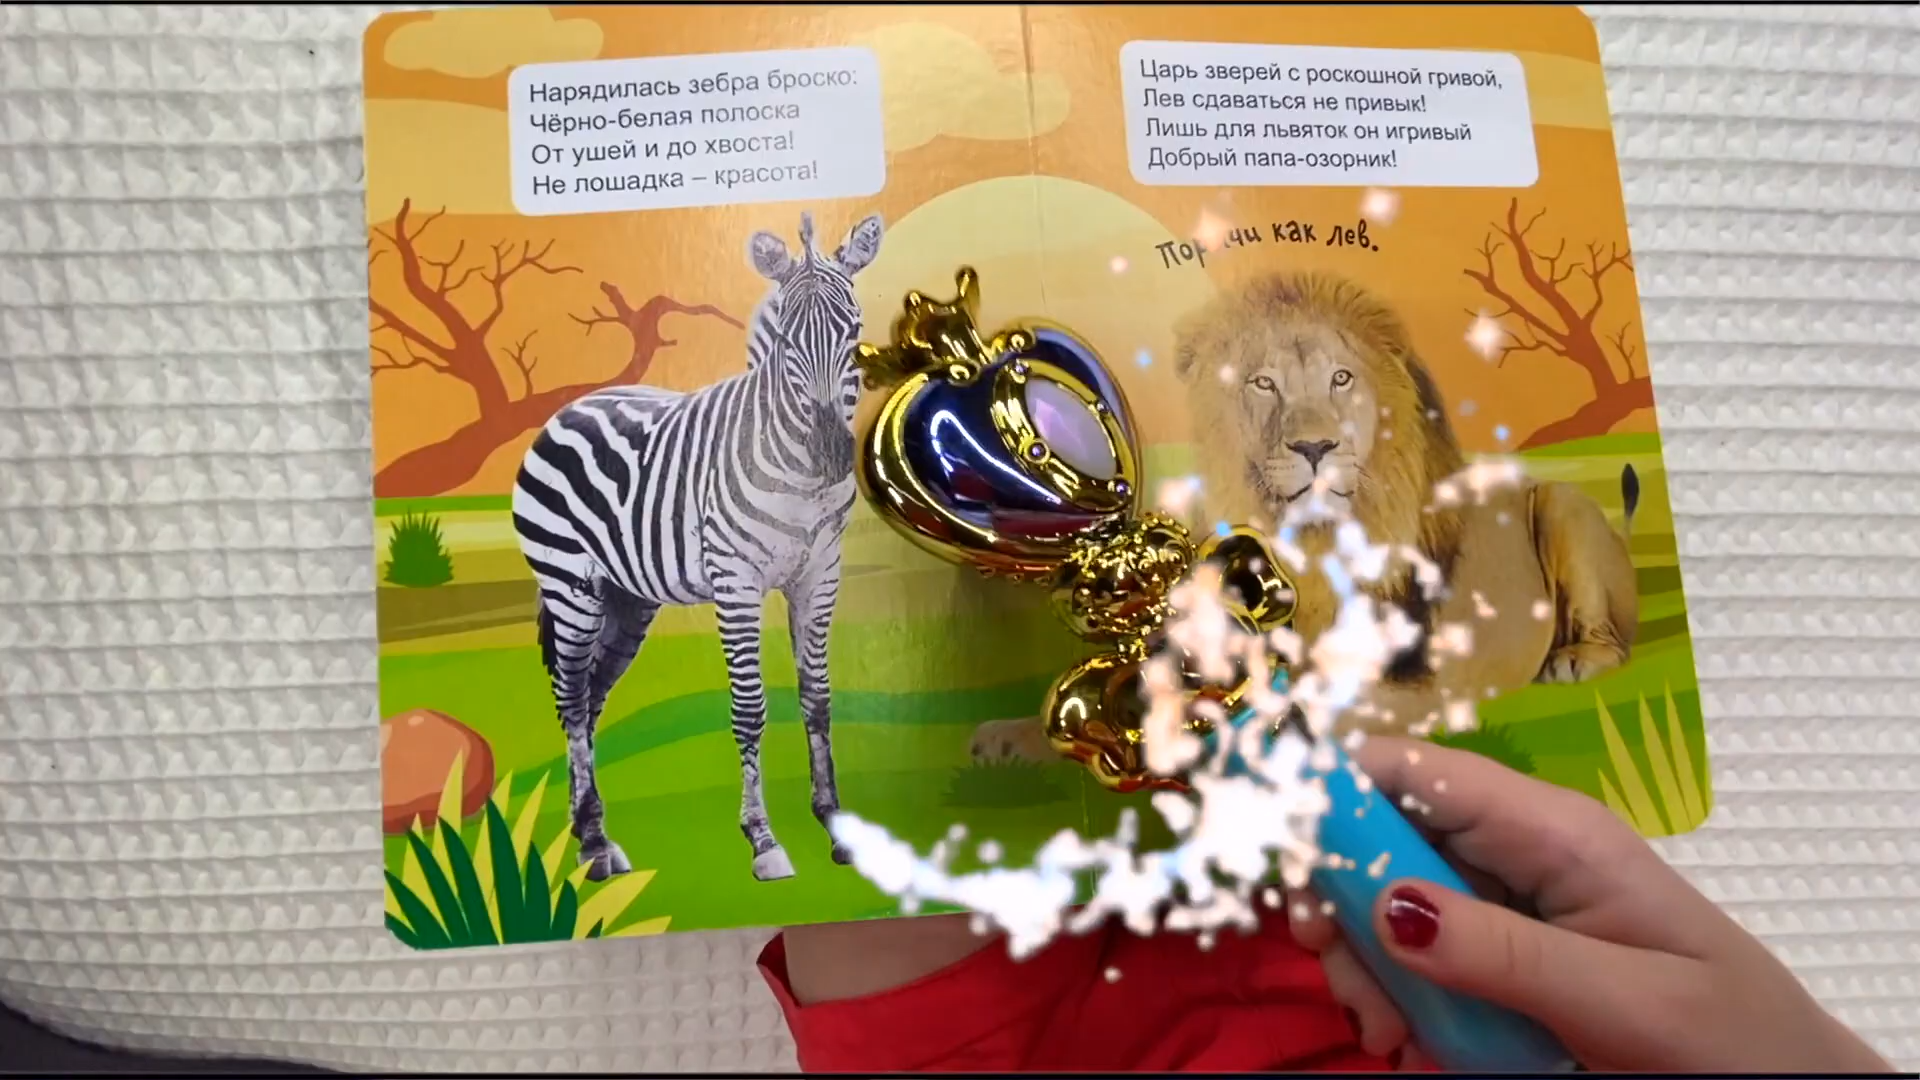 Нарядилась зебра броско:
Чёрно-белая полоска
От ушей и до хвоста!
Не лошадка – красота!
Царь зверей с роскошной гривой,
Лев сдаваться не привык!
Лишь для львяток он игривый
Добрый папа-озорник!
как лев.